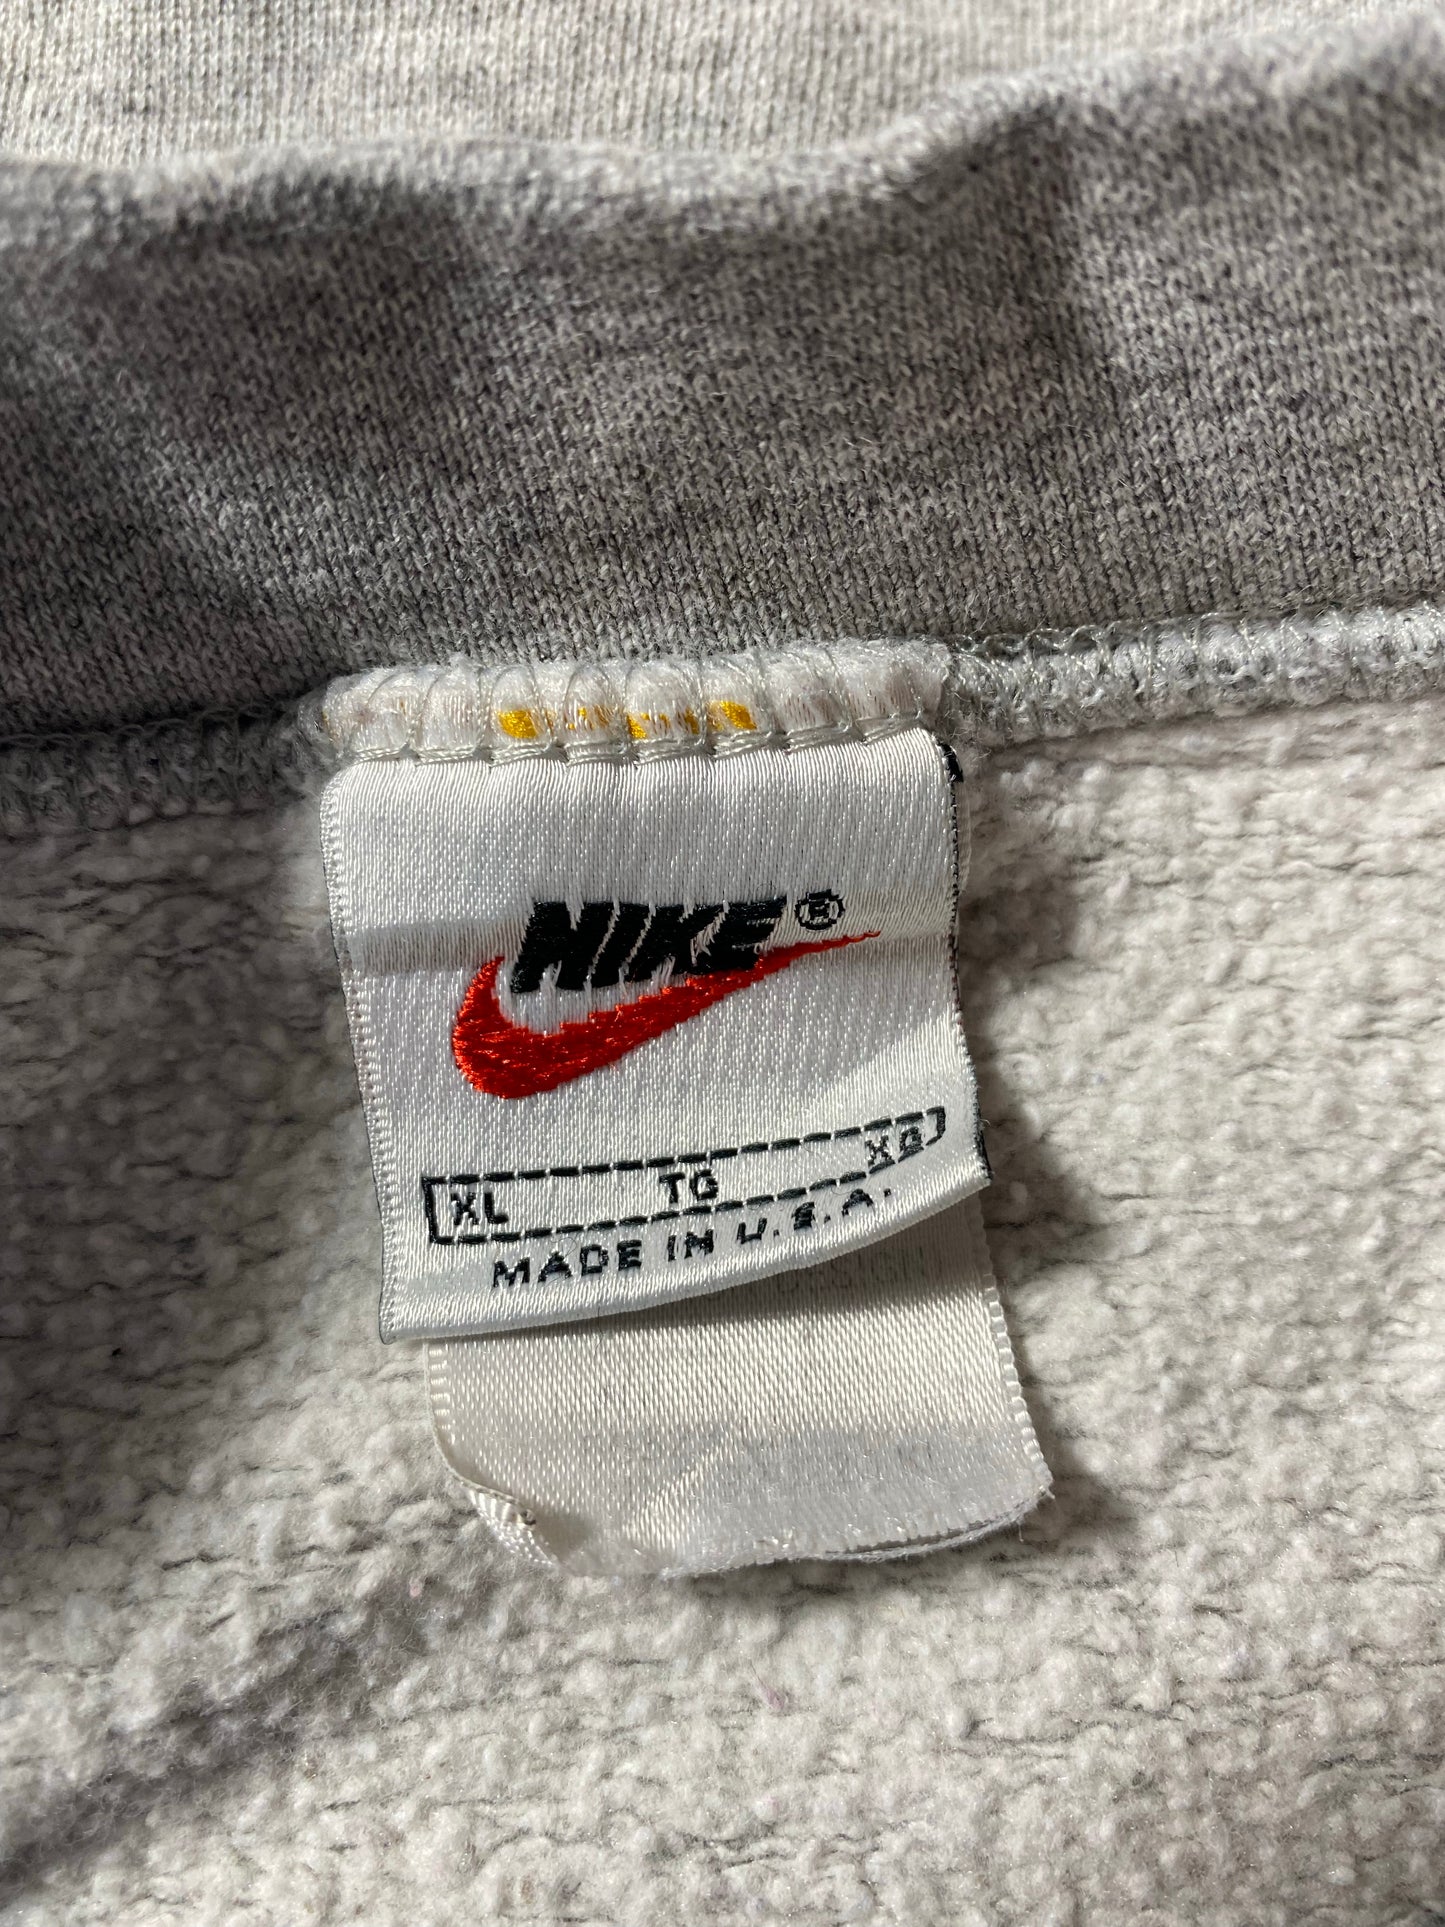 NIKE®
XL TG XG
MADE IN U.S.A.